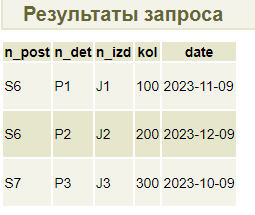 Результаты запроса
n_post n_det n_izd kol date
S6 P1 J1 100 2023-11-09
S6 P2 J2 200 2023-12-09
S7 P3 J3 300 2023-10-09